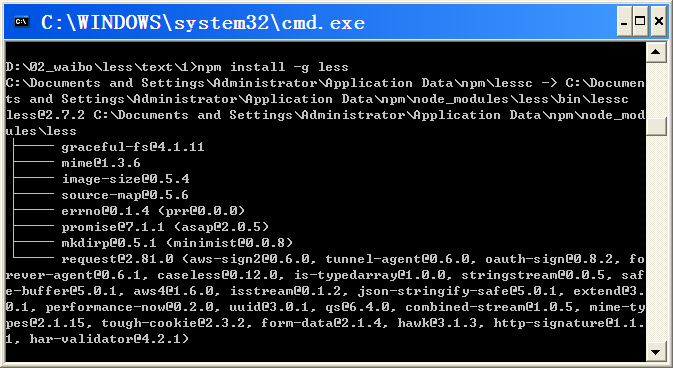 C:\WINDOWS\system32\cmd.exe
D:\02_waibo\less\text\1>npm install -g less
C:\Documents and Settings\Administrator\Application Data\npm\lessc -> C:\Documen
ts and Settings\Administrator\Application Data\npm\node_modules\less\bin\lessc
less@2.7.2 C:\Documents and Settings\Administrator\Application Data\npm\node_mod
ules\less
├── graceful-fs@4.1.11
├── mime@1.3.6
├── image-size@0.5.4
├── source-map@0.5.6
├── errno@0.1.4 (prr@0.0.0)
├── promise@7.1.1 (asap@2.0.5)
├── mkdirp@0.5.1 (minimist@0.0.8)
└── request@2.81.0 (aws-sign2@0.6.0, tunnel-agent@0.6.0, oauth-sign@0.8.2, fo
rever-agent@0.6.1, caseless@0.12.0, is-typedarray@1.0.0, stringstream@0.0.5, saf
e-buffer@5.0.1, aws4@1.6.0, isstream@0.1.2, json-stringify-safe@5.0.1, extend@3.
0.1, performance-now@0.2.0, uuid@3.0.1, qs@6.4.0, combined-stream@1.0.5, mime-ty
pes@2.1.15, tough-cookie@2.3.2, form-data@2.1.4, hawk@3.1.3, http-signature@1.1.
1, har-validator@4.2.1)